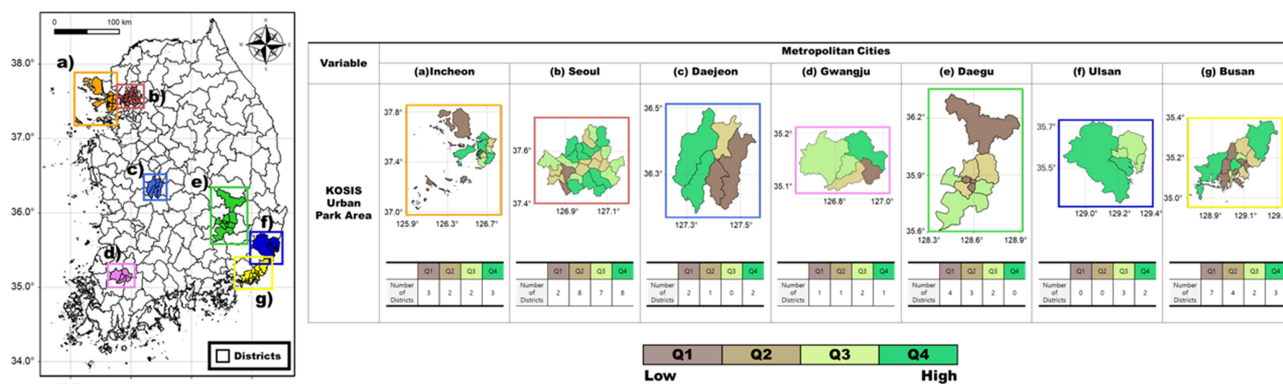 0 100 km
38.0°
37.0°
36.0°
35.0°
34.0°
a)
b)
c)
d)
e)
f)
g)
Districts
Variable
Metropolitan Cities
(a)Incheon (b) Seoul (c) Daejeon (d) Gwangju (e) Daegu (f) Ulsan (g) Busan
KOSIS
Urban
Park Area
37.8°
37.4°
37.0°
125.9° 126.3° 126.7°
37.6°
37.4°
126.9° 127.1°
36.5°
36.3°
127.3° 127.5°
35.2°
35.1°
126.8° 127.0°
36.2°
35.9°
35.6°
128.3° 128.6° 128.9°
35.7°
35.5°
129.0° 129.2° 129.4°
35.4°
35.2°
35.0°
128.9° 129.1°
Q1 Q2 Q3 Q4
Number of Districts 3 2 2 3
Q1 Q2 Q3 Q4
Number of Districts 2 8 7 8
Q1 Q2 Q3 Q4
Number of Districts 2 1 0 2
Q1 Q2 Q3 Q4
Number of Districts 1 1 2 1
Q1 Q2 Q3 Q4
Number of Districts 4 3 2 0
Q1 Q2 Q3 Q4
Number of Districts 0 0 3 2
Q1 Q2 Q3 Q4
Number of Districts 7 4 2 3
Q1 Q2 Q3 Q4
Low High